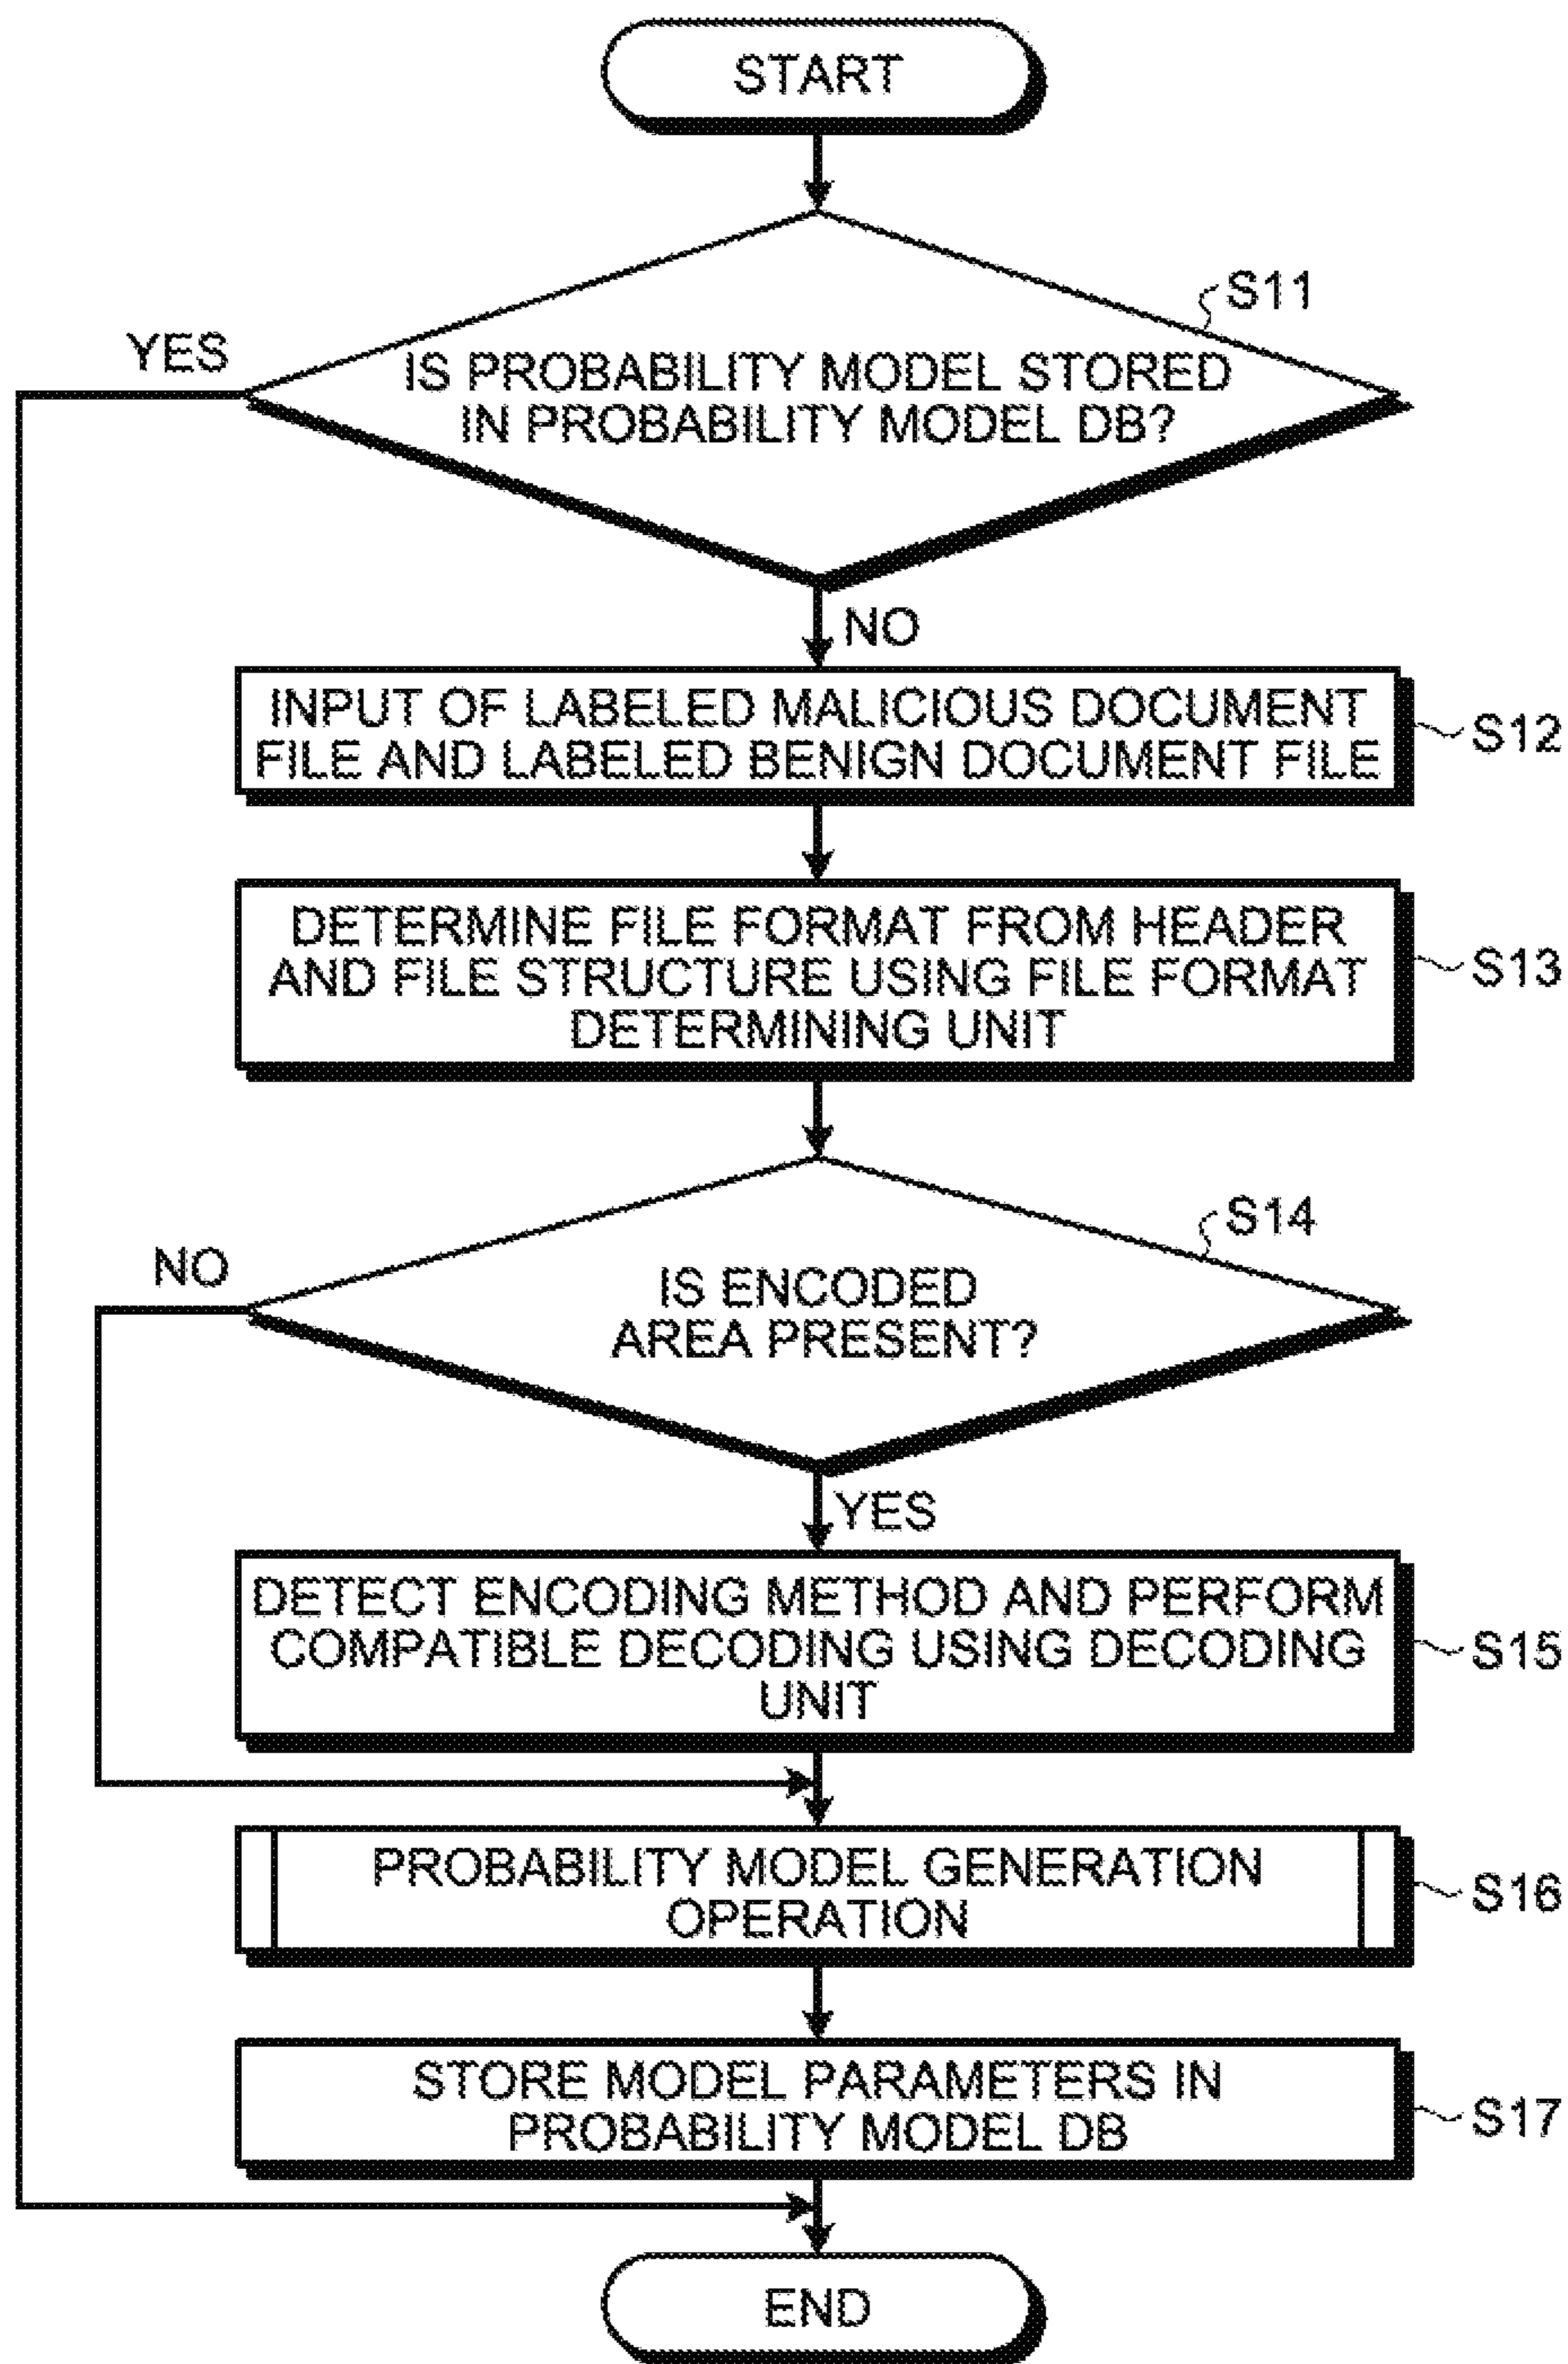 START
S11
YES
IS PROBABILITY MODEL STORED
IN PROBABILITY MODEL DB?
NO
INPUT OF LABELED MALICIOUS DOCUMENT
FILE AND LABELED BENIGN DOCUMENT FILE
S12
DETERMINE FILE FORMAT FROM HEADER
AND FILE STRUCTURE USING FILE FORMAT
DETERMINING UNIT
S13
S14
NO
IS ENCODED
AREA PRESENT?
YES
DETECT ENCODING METHOD AND PERFORM
COMPATIBLE DECODING USING DECODING
UNIT
S15
PROBABILITY MODEL GENERATION
OPERATION
S16
STORE MODEL PARAMETERS IN
PROBABILITY MODEL DB
S17
END